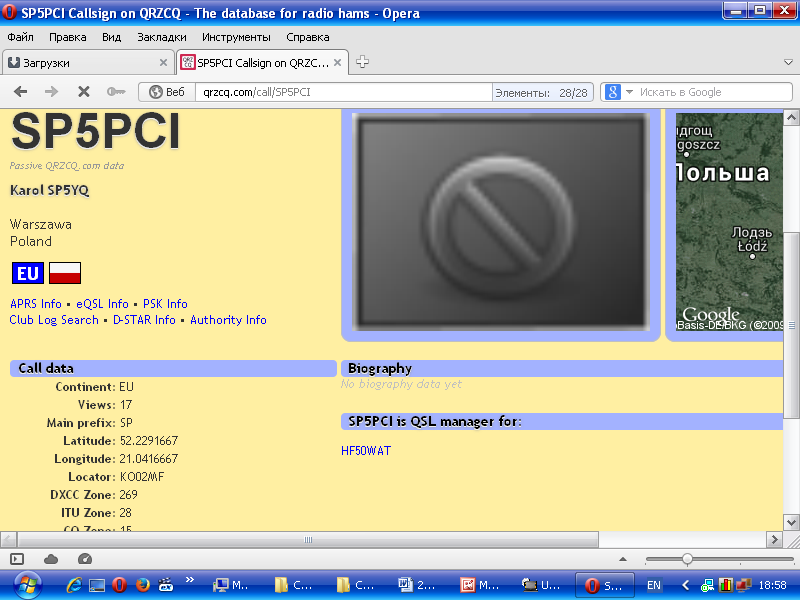 SP5PCI Callsign on QRZCQ - The database for radio hams - Opera
Файл Правка Вид Закладки Инструменты Справка
Загрузки
SP5PCI Callsign on QRZC...
Веб
qrzcq.com/call/SP5PCI
Элементы: 28/28
Искать в Google
SP5PCI
Passive QRZCQ.com data
Karol SP5YQ
Warszawa
Poland
EU
APRS Info • eQSL Info • PSK Info
Club Log Search • D-STAR Info • Authority Info
идгощ
goszcz
Польша
Лодзь
Łódź
Google
Basis-DE/BKG (©2009
Call data
Continent: EU
Views: 17
Main prefix: SP
Latitude: 52.2291667
Longitude: 21.0416667
Locator: KO02MF
DXCC Zone: 269
ITU Zone: 28
CQ Zone: 15
Biography
No biography data yet
SP5PCI is QSL manager for:
HF50WAT
M...
C...
C...
2...
M...
U...
S...
EN
18:58